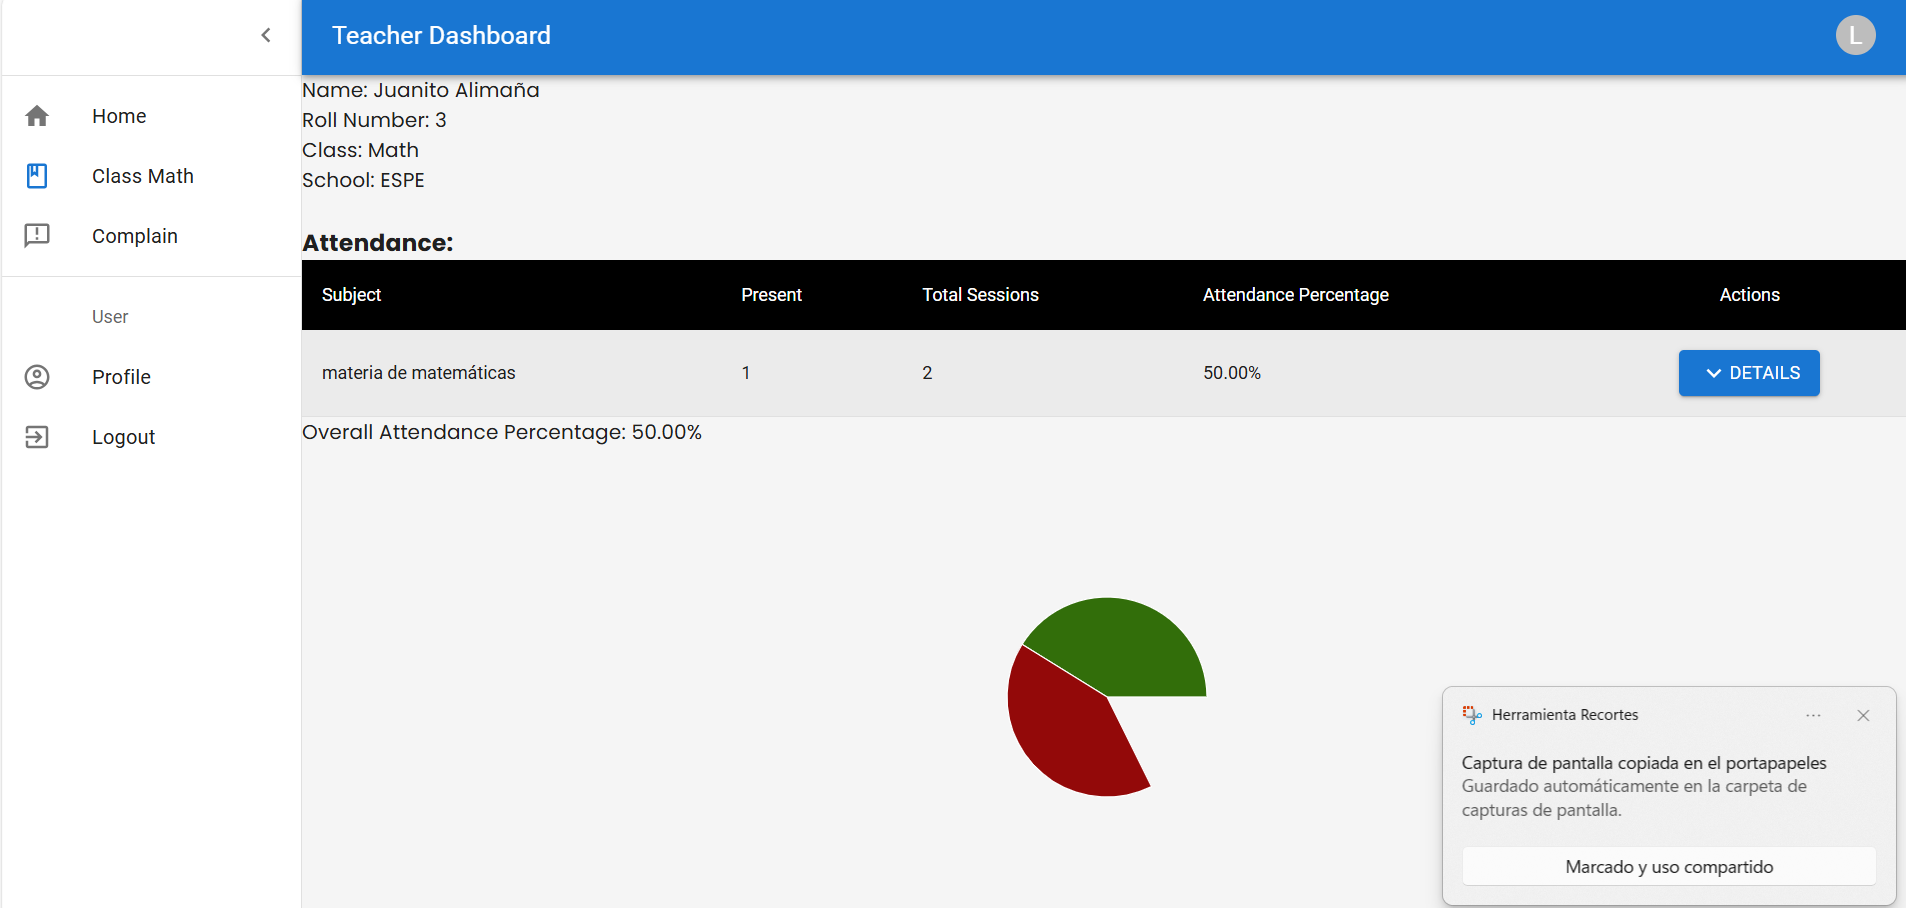 Teacher Dashboard
L
Home
Class Math
Complain
User
Profile
Logout
Name: Juanito Alimaña
Roll Number: 3
Class: Math
School: ESPE
Attendance:
Subject Present Total Sessions Attendance Percentage Actions
materia de matemáticas 1 2 50.00% DETAILS
Overall Attendance Percentage: 50.00%
Herramienta Recortes
Captura de pantalla copiada en el portapapeles
Guardado automáticamente en la carpeta de
capturas de pantalla.
Marcado y uso compartido